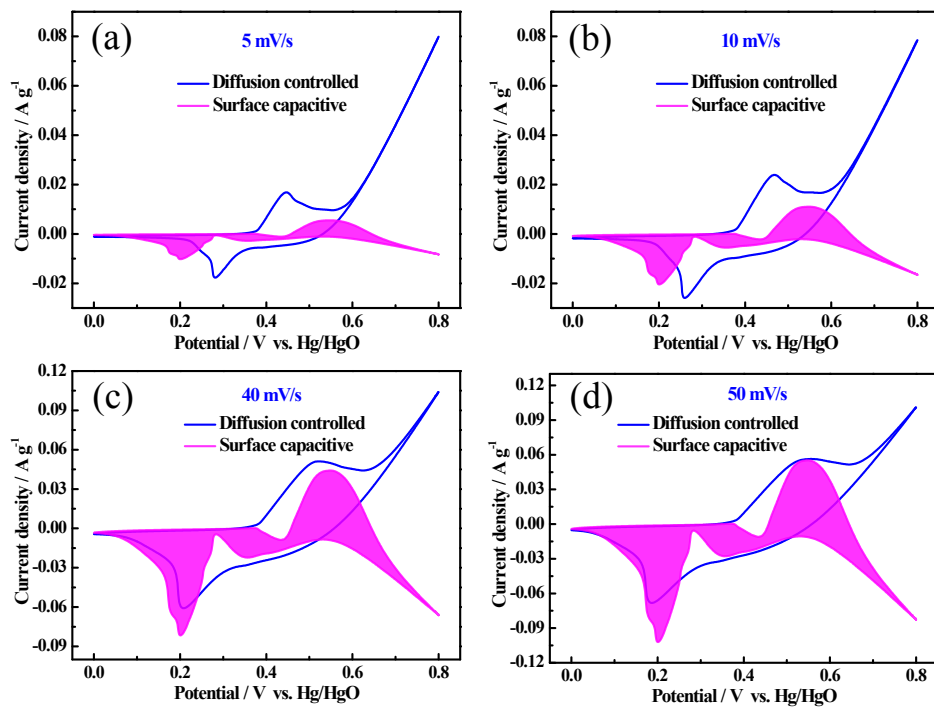 (a)
5 mV/s
Diffusion controlled
Surface capacitive
Current density / A g⁻¹
0.08
0.06
0.04
0.02
0.00
-0.02
0.0 0.2 0.4 0.6 0.8
Potential / V vs. Hg/HgO
(b)
10 mV/s
Diffusion controlled
Surface capacitive
Current density / A g⁻¹
0.08
0.06
0.04
0.02
0.00
-0.02
0.0 0.2 0.4 0.6 0.8
Potential / V vs. Hg/HgO
(c)
40 mV/s
Diffusion controlled
Surface capacitive
Current density / A g⁻¹
0.12
0.09
0.06
0.03
0.00
-0.03
-0.06
-0.09
0.0 0.2 0.4 0.6 0.8
Potential / V vs. Hg/HgO
(d)
50 mV/s
Diffusion controlled
Surface capacitive
Current density / A g⁻¹
0.12
0.09
0.06
0.03
0.00
-0.03
-0.06
-0.09
-0.12
0.0 0.2 0.4 0.6 0.8
Potential / V vs. Hg/HgO